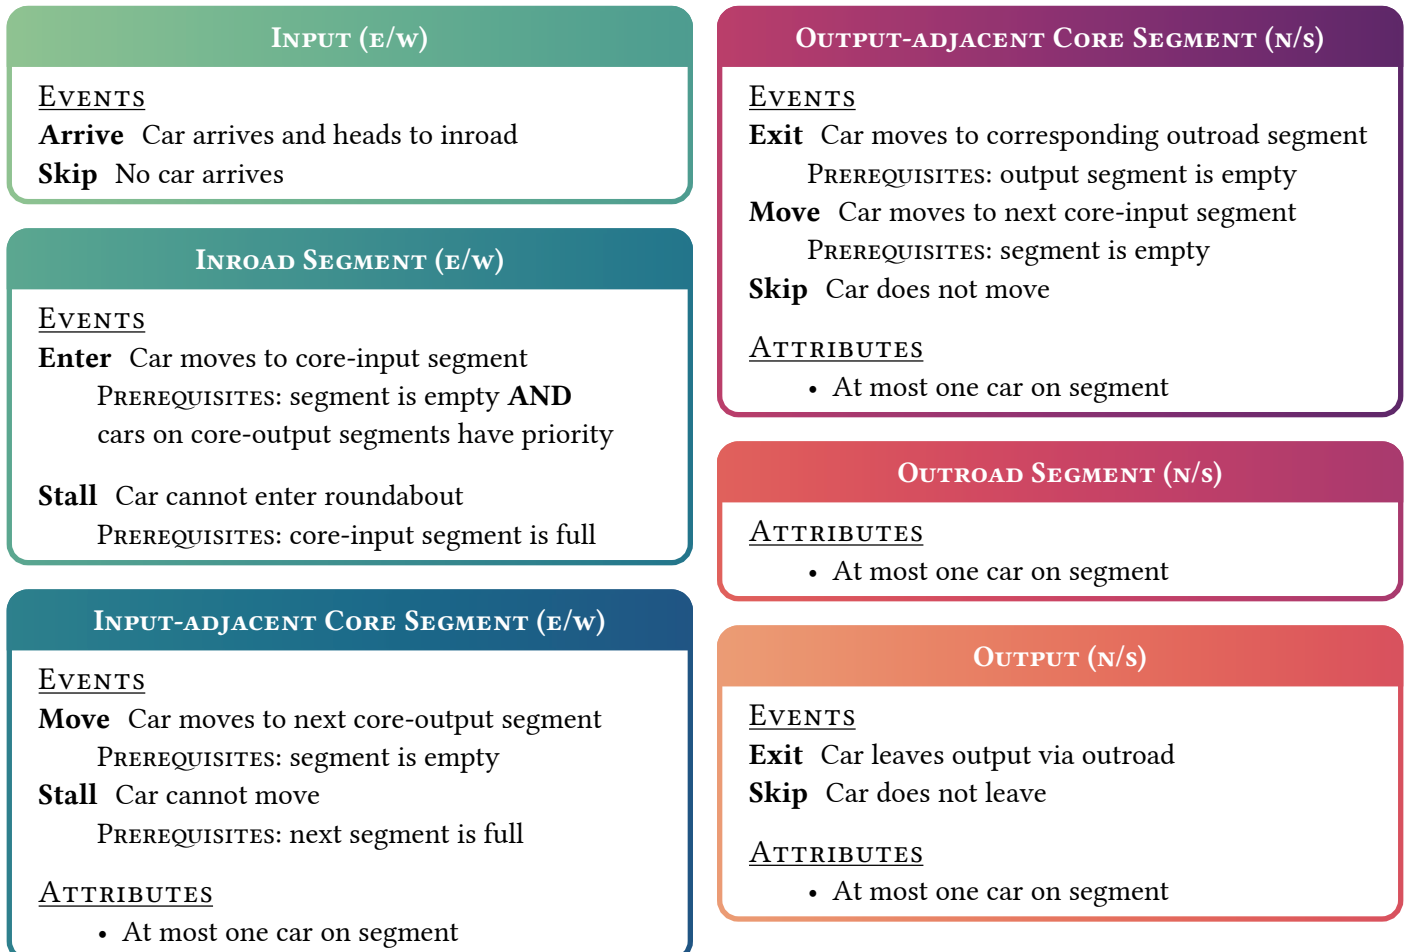 INPUT (E/W)
EVENTS
Arrive Car arrives and heads to inroad
Skip No car arrives
INROAD SEGMENT (E/W)
EVENTS
Enter Car moves to core-input segment
PREREQUISITES: segment is empty AND
cars on core-output segments have priority
Stall Car cannot enter roundabout
PREREQUISITES: core-input segment is full
INPUT-ADJACENT CORE SEGMENT (E/W)
EVENTS
Move Car moves to next core-output segment
PREREQUISITES: segment is empty
Stall Car cannot move
PREREQUISITES: next segment is full
ATTRIBUTES
• At most one car on segment
OUTPUT-ADJACENT CORE SEGMENT (N/S)
EVENTS
Exit Car moves to corresponding outroad segment
PREREQUISITES: output segment is empty
Move Car moves to next core-input segment
PREREQUISITES: segment is empty
Skip Car does not move
ATTRIBUTES
• At most one car on segment
OUTROAD SEGMENT (N/S)
ATTRIBUTES
• At most one car on segment
OUTPUT (N/S)
EVENTS
Exit Car leaves output via outroad
Skip Car does not leave
ATTRIBUTES
• At most one car on segment